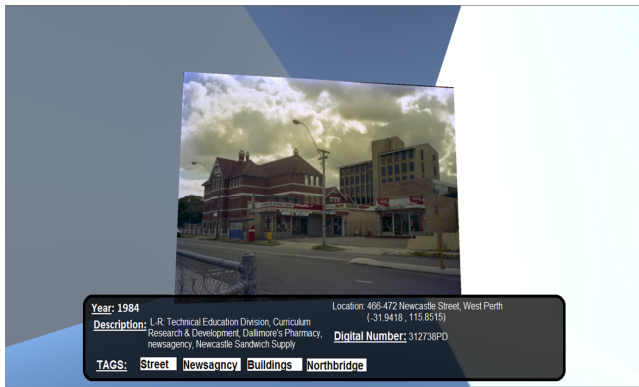 Year: 1984
Description: L-R: Technical Education Division, Curriculum
Research & Development, Dallimore's Pharmacy,
newsagency, Newcastle Sandwich Supply
Location: 466-472 Newcastle Street, West Perth
(-31.9418 , 115.8515)
Digital Number: 312738PD
TAGS: Street Newsagncy Buildings Northbridge